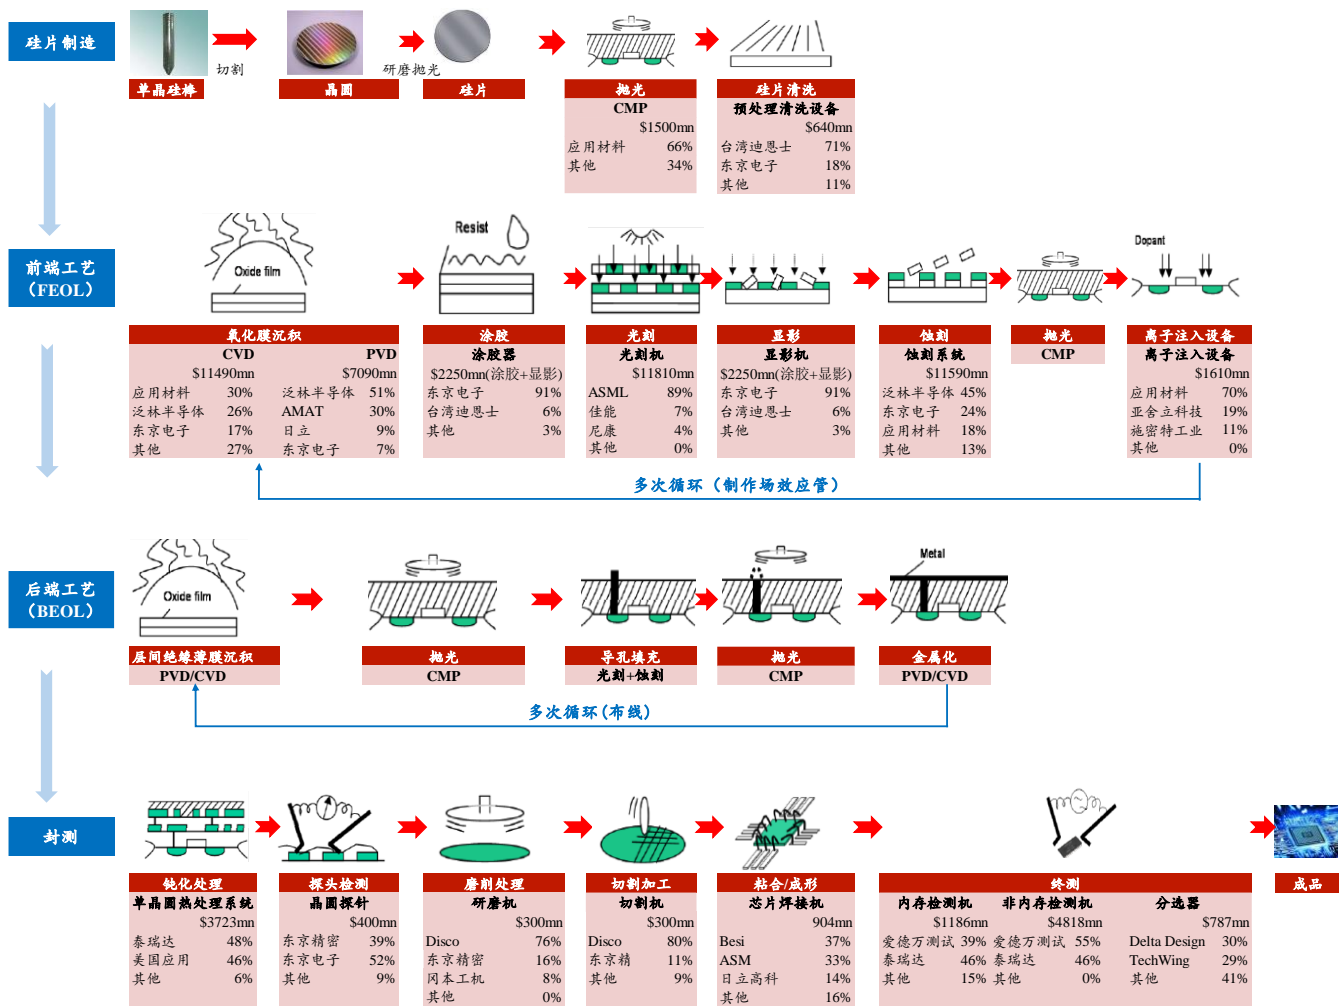 硅片制造
切割
研磨抛光
单晶硅棒
晶圆
硅片
抛光
CMP
$1500mn
应用材料 66%
其他 34%
硅片清洗
预处理清洗设备
$640mn
台湾迪恩士 71%
东京电子 18%
其他 11%
前端工艺
（FEOL）
Oxide film
Resist
Dopant
氧化膜沉积
CVD
$11490mn
应用材料 30%
泛林半导体 26%
东京电子 17%
其他 27%
PVD
$7090mn
泛林半导体 51%
AMAT 30%
日立 9%
东京电子 7%
涂胶
涂胶器
$2250mn(涂胶+显影)
东京电子 91%
台湾迪恩士 6%
其他 3%
光刻
光刻机
$11810mn
ASML 89%
佳能 7%
尼康 4%
其他 0%
显影
显影机
$2250mn(涂胶+显影)
东京电子 91%
台湾迪恩士 6%
其他 3%
蚀刻
蚀刻系统
$11590mn
泛林半导体 45%
东京电子 24%
应用材料 18%
其他 13%
抛光
CMP
离子注入设备
离子注入设备
$1610mn
应用材料 70%
亚舍立科技 19%
施密特工业 11%
其他 0%
多次循环（制作场效应管）
后端工艺
（BEOL）
Oxide film
Metal
层间绝缘薄膜沉积
PVD/CVD
抛光
CMP
导孔填充
光刻+蚀刻
抛光
CMP
金属化
PVD/CVD
多次循环(布线)
封测
钝化处理
单晶圆热处理系统
$3723mn
泰瑞达 48%
美国应用 46%
其他 6%
探头检测
晶圆探针
$400mn
东京精密 39%
东京电子 52%
其他 9%
磨削处理
研磨机
$300mn
Disco 76%
东京精密 16%
冈本工机 8%
其他 0%
切割加工
切割机
$300mn
Disco 80%
东京精 11%
其他 9%
粘合/成形
芯片焊接机
904mn
Besi 37%
ASM 33%
日立高科 14%
其他 16%
终测
内存检测机
$1186mn
爱德万测试 39%
泰瑞达 46%
其他 15%
非内存检测机
$4818mn
爱德万测试 55%
泰瑞达 46%
其他 0%
分选器
$787mn
Delta Design 30%
TechWing 29%
其他 41%
成品